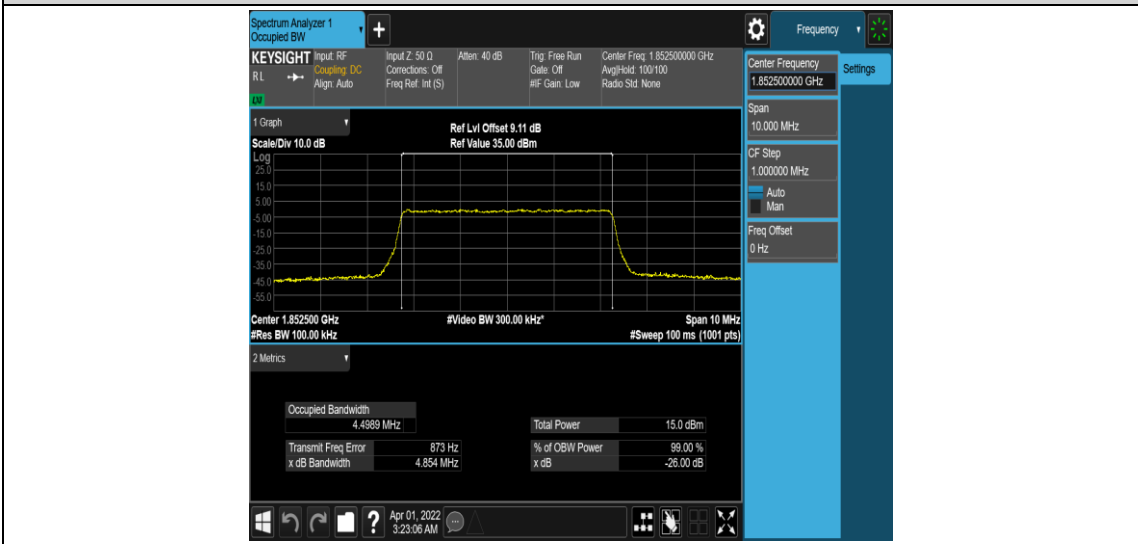 Spectrum Analyzer 1
Occupied BW
+
Frequency
KEYSIGHT
R L
Input: RF
Coupling: DC
Align: Auto
Input Z: 50 Ω
Corrections: Off
Freq Ref: Int (S)
Atten: 40 dB
Trig: Free Run
Gate: Off
#IF Gain: Low
Center Freq: 1.852500000 GHz
Avg|Hold: 100/100
Radio Std: None
Center Frequency
1.852500000 GHz
Settings
Span
10.000 MHz
CF Step
1.000000 MHz
Auto
Man
Freq Offset
0 Hz
1 Graph
Ref Lvl Offset 9.11 dB
Scale/Div 10.0 dB
Ref Value 35.00 dBm
Log
25.0
15.0
5.00
-5.00
-15.0
-25.0
-35.0
-45.0
-55.0
Center 1.852500 GHz
#Video BW 300.00 kHz*
Span 10 MHz
#Res BW 100.00 kHz
#Sweep 100 ms (1001 pts)
2 Metrics
Occupied Bandwidth
4.4989 MHz
Total Power 15.0 dBm
Transmit Freq Error 873 Hz
% of OBW Power 99.00 %
x dB Bandwidth 4.854 MHz
x dB -26.00 dB
?
Apr 01, 2022
3:23:06 AM